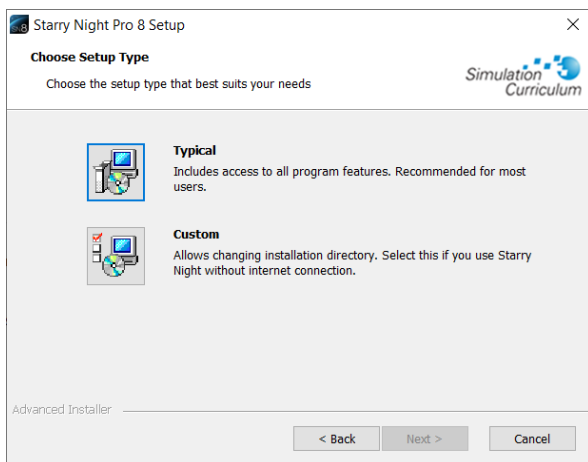 Starry Night Pro 8 Setup
Choose Setup Type
Choose the setup type that best suits your needs
Simulation
Curriculum
Typical
Includes access to all program features. Recommended for most
users.
Custom
Allows changing installation directory. Select this if you use Starry
Night without internet connection.
Advanced Installer
< Back Next > Cancel